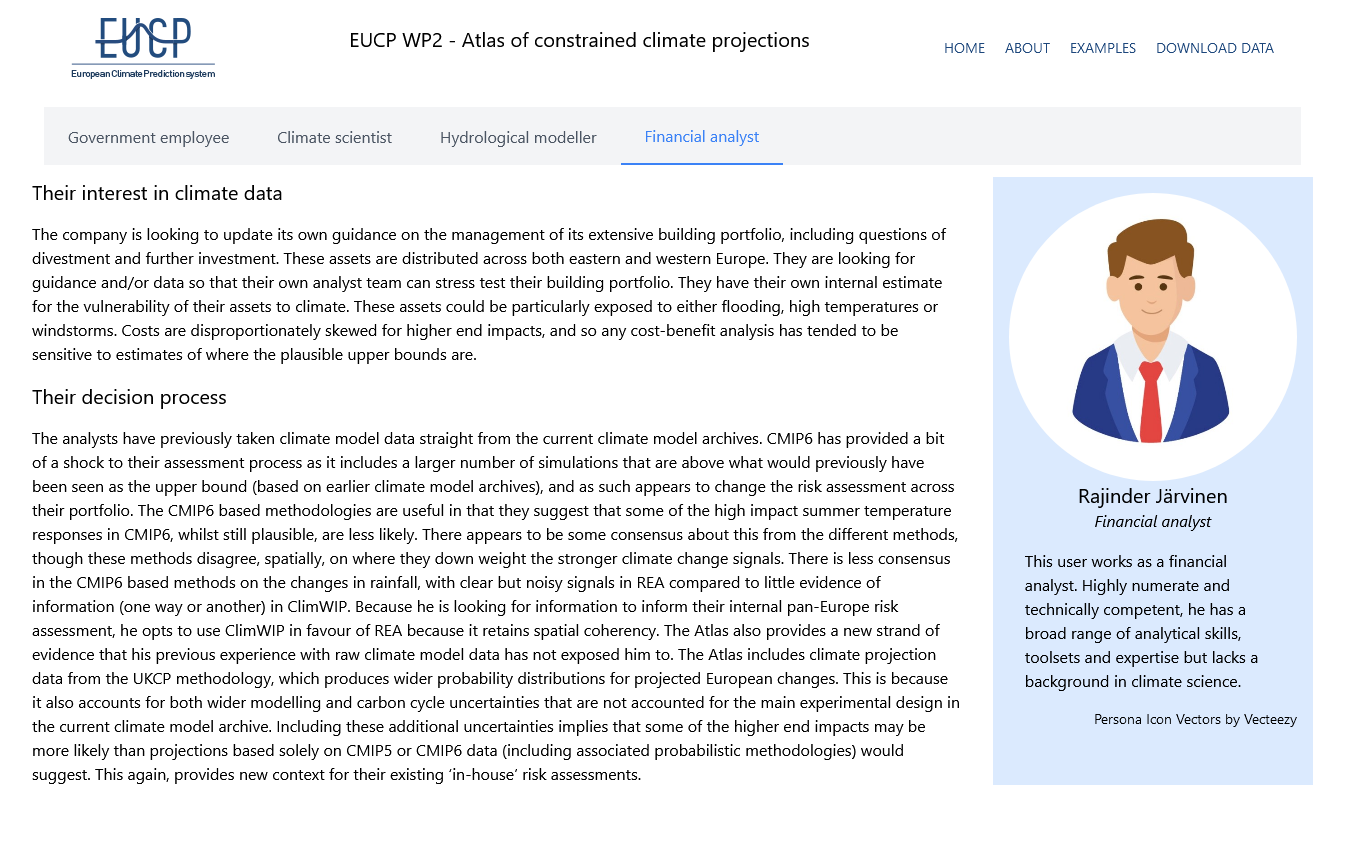 EUCP
European Climate Prediction system
EUCP WP2 - Atlas of constrained climate projections
HOME ABOUT EXAMPLES DOWNLOAD DATA
Government employee Climate scientist Hydrological modeller Financial analyst
Their interest in climate data
The company is looking to update its own guidance on the management of its extensive building portfolio, including questions of
divestment and further investment. These assets are distributed across both eastern and western Europe. They are looking for
guidance and/or data so that their own analyst team can stress test their building portfolio. They have their own internal estimate
for the vulnerability of their assets to climate. These assets could be particularly exposed to either flooding, high temperatures or
windstorms. Costs are disproportionately skewed for higher end impacts, and so any cost-benefit analysis has tended to be
sensitive to estimates of where the plausible upper bounds are.
Their decision process
The analysts have previously taken climate model data straight from the current climate model archives. CMIP6 has provided a bit
of a shock to their assessment process as it includes a larger number of simulations that are above what would previously have
been seen as the upper bound (based on earlier climate model archives), and as such appears to change the risk assessment across
their portfolio. The CMIP6 based methodologies are useful in that they suggest that some of the high impact summer temperature
responses in CMIP6, whilst still plausible, are less likely. There appears to be some consensus about this from the different methods,
though these methods disagree, spatially, on where they down weight the stronger climate change signals. There is less consensus
in the CMIP6 based methods on the changes in rainfall, with clear but noisy signals in REA compared to little evidence of
information (one way or another) in ClimWIP. Because he is looking for information to inform their internal pan-Europe risk
assessment, he opts to use ClimWIP in favour of REA because it retains spatial coherency. The Atlas also provides a new strand of
evidence that his previous experience with raw climate model data has not exposed him to. The Atlas includes climate projection
data from the UKCP methodology, which produces wider probability distributions for projected European changes. This is because
it also accounts for both wider modelling and carbon cycle uncertainties that are not accounted for the main experimental design in
the current climate model archive. Including these additional uncertainties implies that some of the higher end impacts may be
more likely than projections based solely on CMIP5 or CMIP6 data (including associated probabilistic methodologies) would
suggest. This again, provides new context for their existing ‘in-house’ risk assessments.
Rajinder Järvinen
Financial analyst
This user works as a financial
analyst. Highly numerate and
technically competent, he has a
broad range of analytical skills,
toolsets and expertise but lacks a
background in climate science.
Persona Icon Vectors by Vecteezy